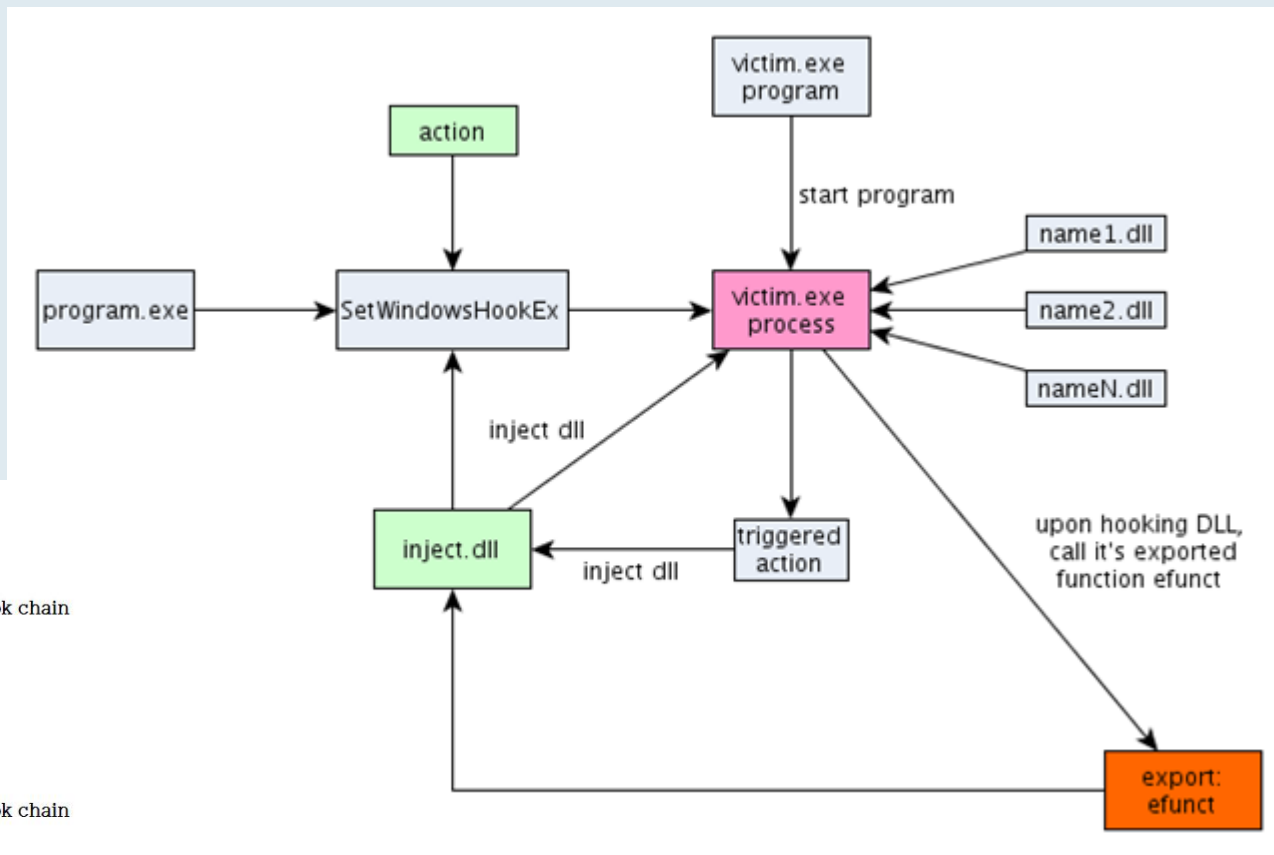 victim.exe
program
action
start program
name1.dll
program.exe
SetWindowsHookEx
victim.exe
process
name2.dll
nameN.dll
inject dll
inject.dll
triggered
action
inject dll
upon hooking DLL,
call it's exported
function efunct
k chain
export:
efunct
k chain